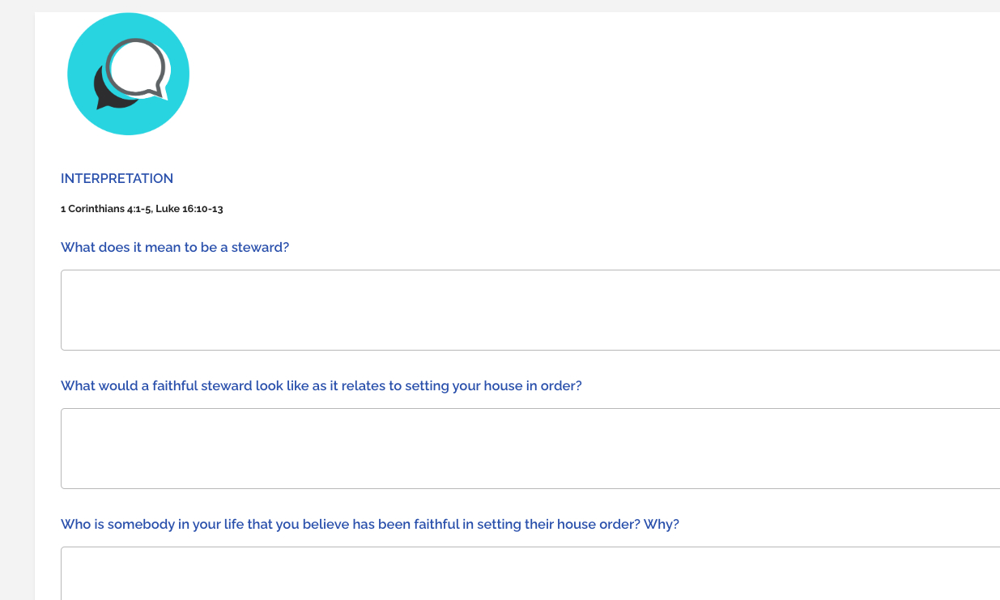 INTERPRETATION
1 Corinthians 4:1-5, Luke 16:10-13
What does it mean to be a steward?
What would a faithful steward look like as it relates to setting your house in order?
Who is somebody in your life that you believe has been faithful in setting their house order? Why?